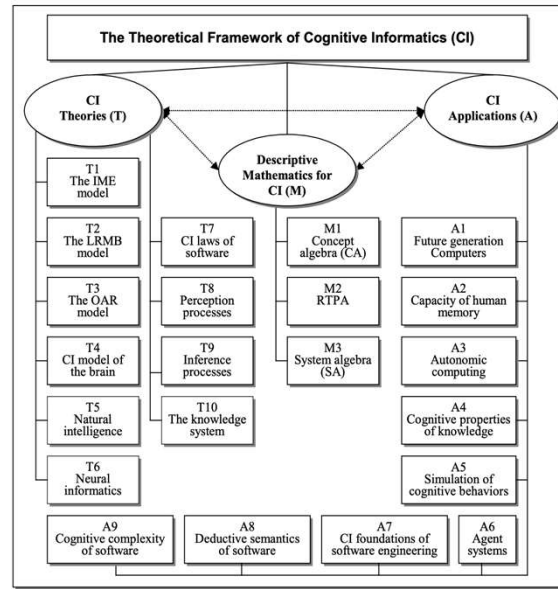 The Theoretical Framework of Cognitive Informatics (CI)
CI
Theories (T)
CI
Applications (A)
Descriptive
Mathematics for
CI (M)
T1
The IME
model
T2
The LRMB
model
T3
The OAR
model
T4
CI model of
the brain
T5
Natural
intelligence
T6
Neural
informatics
T7
CI laws of
software
T8
Perception
processes
T9
Inference
processes
T10
The knowledge
system
M1
Concept
algebra (CA)
M2
RTPA
M3
System algebra
(SA)
A1
Future generation
Computers
A2
Capacity of human
memory
A3
Autonomic
computing
A4
Cognitive properties
of knowledge
A5
Simulation of
cognitive behaviors
A9
Cognitive complexity
of software
A8
Deductive semantics
of software
A7
CI foundations of
software engineering
A6
Agent
systems